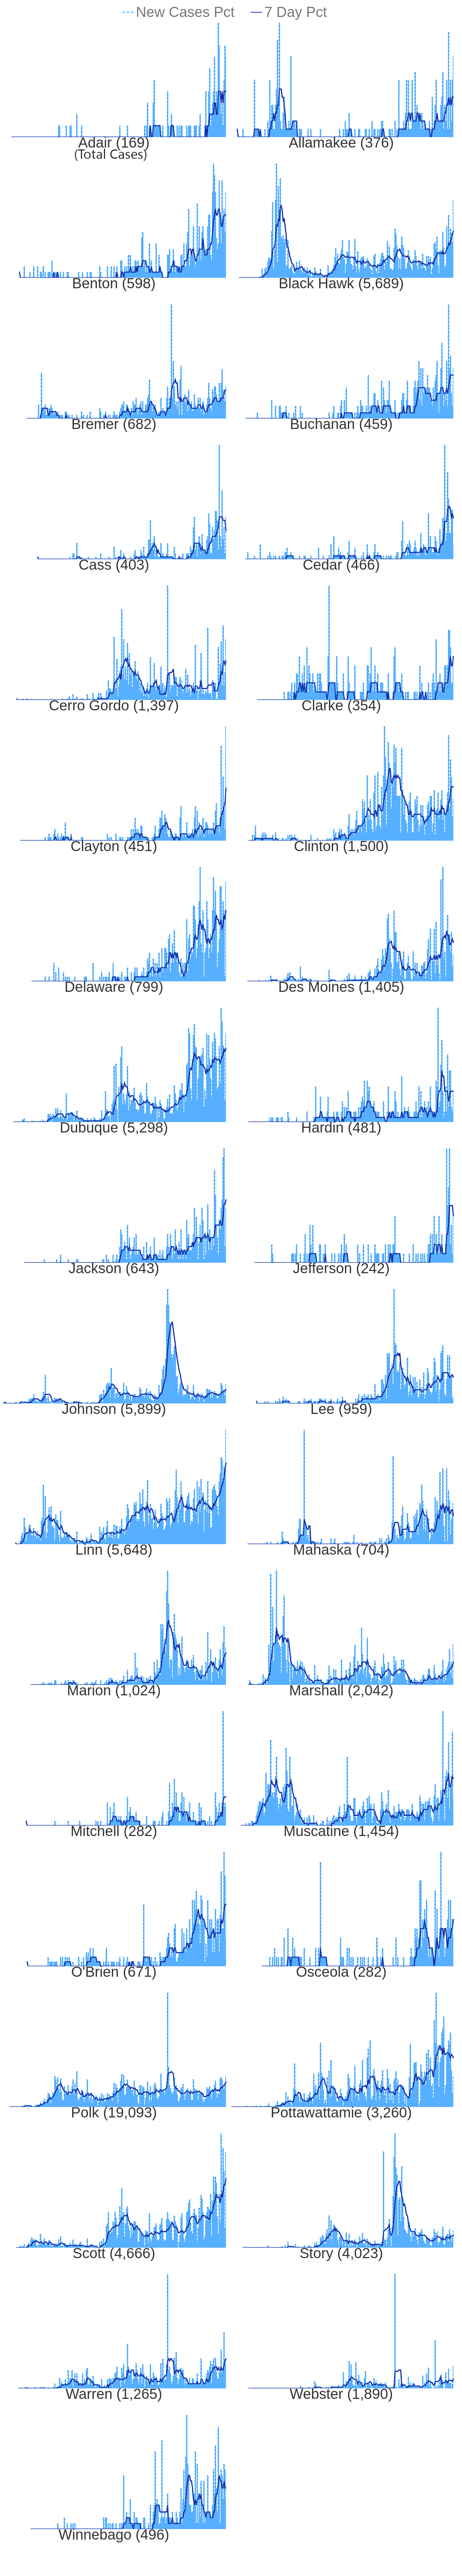 New Cases Pct 7 Day Pct
Adair (169) Allamakee (376)
(Total Cases)
Benton (598) Black Hawk (5,689)
Bremer (682) Buchanan (459)
Cass (403) Cedar (466)
Cerro Gordo (1,397) Clarke (354)
Clayton (451) Clinton (1,500)
Delaware (799) Des Moines (1,405)
Dubuque (5,298) Hardin (481)
Jackson (643) Jefferson (242)
Johnson (5,899) Lee (959)
Linn (5,648) Mahaska (704)
Marion (1,024) Marshall (2,042)
Mitchell (282) Muscatine (1,454)
O'Brien (671) Osceola (282)
Polk (19,093) Pottawattamie (3,260)
Scott (4,666) Story (4,023)
Warren (1,265) Webster (1,890)
Winnebago (496)